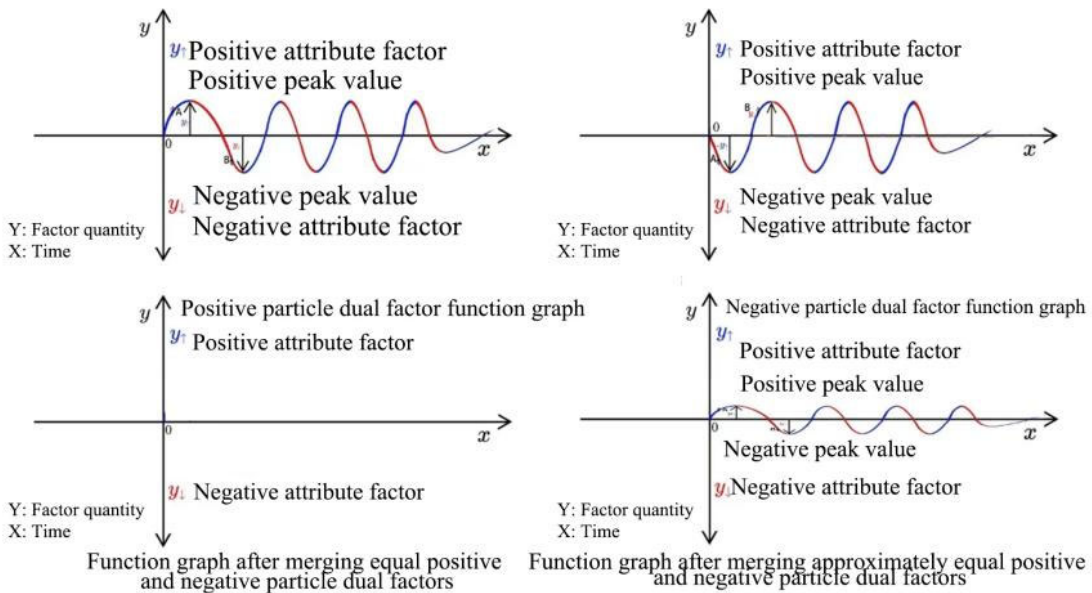 y
y↑ Positive attribute factor
Positive peak value
A
0
B
x
y↓ Negative peak value
Negative attribute factor
Y: Factor quantity
X: Time
y
y↑ Positive attribute factor
Positive peak value
B
0
A
x
y↓ Negative peak value
Negative attribute factor
Y: Factor quantity
X: Time
y
Positive particle dual factor function graph
y↑ Positive attribute factor
0
x
y↓ Negative attribute factor
Y: Factor quantity
X: Time
Function graph after merging equal positive
and negative particle dual factors
y
Negative particle dual factor function graph
y↑
Positive attribute factor
Positive peak value
0
x
Negative peak value
y↓ Negative attribute factor
Y: Factor quantity
X: Time
Function graph after merging approximately equal positive
and negative particle dual factors